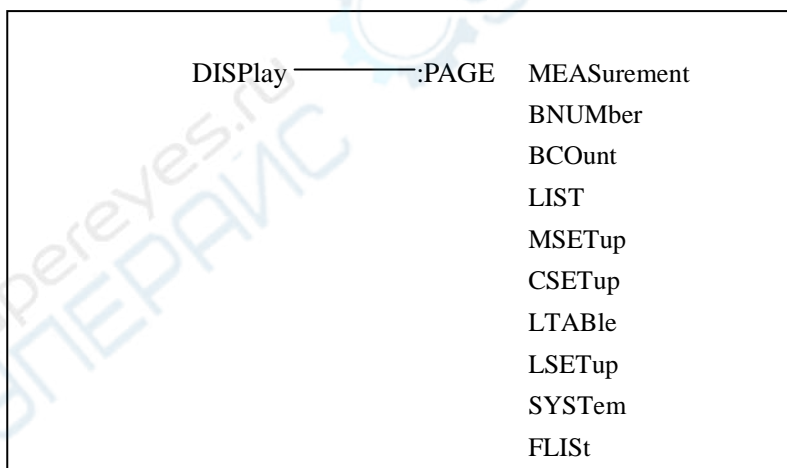 DISPlay :PAGE MEASurement
BNUMber
BCOunt
LIST
MSETup
CSETup
LTABle
LSETup
SYSTem
FLISt